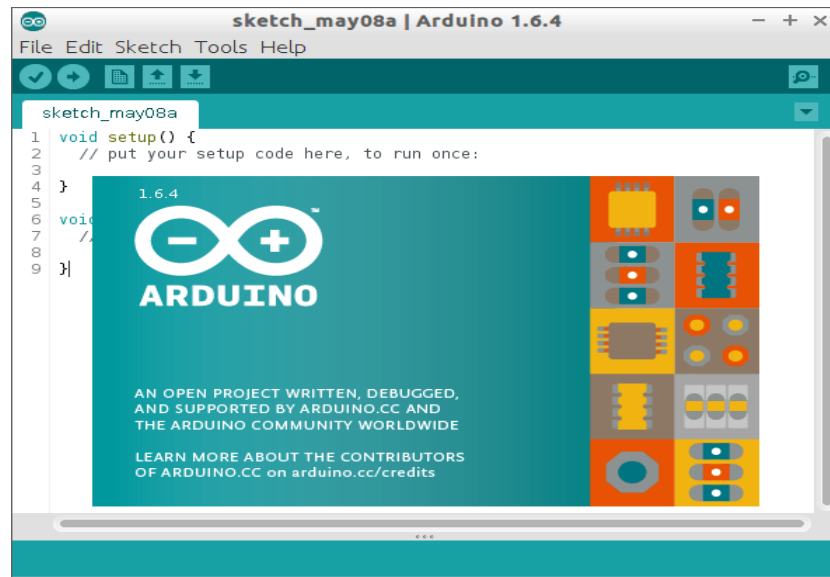 sketch_may08a | Arduino 1.6.4
File Edit Sketch Tools Help
sketch_may08a
1 void setup() {
2 // put your setup code here, to run once:
3
4 }
5
6 voi
7 //
8
9 }
1.6.4
ARDUINO
AN OPEN PROJECT WRITTEN, DEBUGGED,
AND SUPPORTED BY ARDUINO.CC AND
THE ARDUINO COMMUNITY WORLDWIDE
LEARN MORE ABOUT THE CONTRIBUTORS
OF ARDUINO.CC on arduino.cc/credits